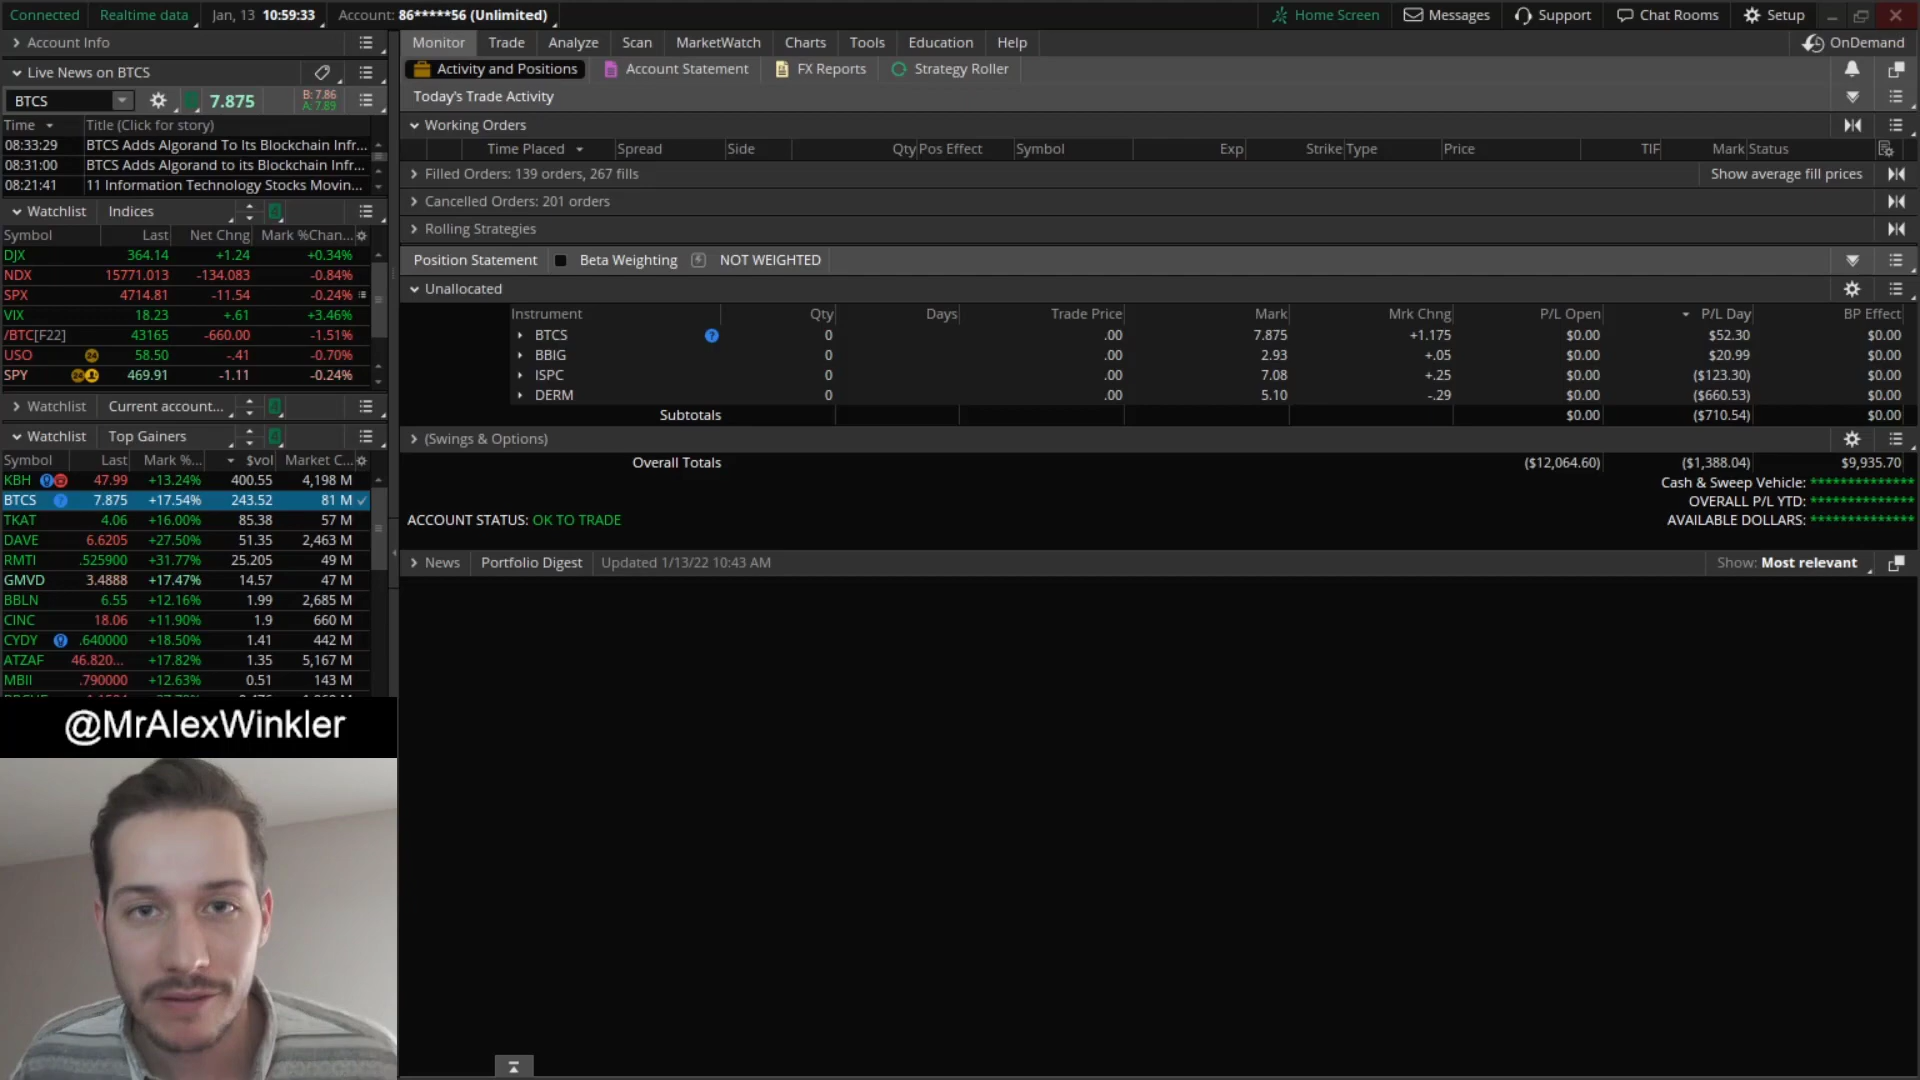 Connected Realtime data Jan, 13 10:59:33 Account: 86*****56 (Unlimited) Home Screen Messages Support Chat Rooms Setup
Account Info
Monitor Trade Analyze Scan MarketWatch Charts Tools Education Help OnDemand
Live News on BTCS
Activity and Positions Account Statement FX Reports Strategy Roller
BTCS 7.875 B: 7.86 A: 7.89
Today's Trade Activity
Time Title (Click for story)
08:33:29 BTCS Adds Algorand To Its Blockchain Infr...
08:31:00 BTCS Adds Algorand to its Blockchain Infr...
08:21:41 11 Information Technology Stocks Movin...
Working Orders
Time Placed Spread Side Qty Pos Effect Symbol Exp Strike Type Price TIF Mark Status
Filled Orders: 139 orders, 267 fills Show average fill prices
Cancelled Orders: 201 orders
Rolling Strategies
Watchlist Indices
Symbol Last Net Chng Mark %Chan...
DJX 364.14 +1.24 +0.34%
NDX 15771.013 -134.083 -0.84%
SPX 4714.81 -11.54 -0.24%
VIX 18.23 +.61 +3.46%
/BTC[F22] 43165 -660.00 -1.51%
USO 24 58.50 -.41 -0.70%
SPY 24 469.91 -1.11 -0.24%
Position Statement Beta Weighting NOT WEIGHTED
Unallocated
Instrument Qty Days Trade Price Mark Mrk Chng P/L Open P/L Day BP Effect
BTCS ? 0 .00 7.875 +1.175 $0.00 $52.30 $0.00
BBIG 0 .00 2.93 +.05 $0.00 $20.99 $0.00
ISPC 0 .00 7.08 +.25 $0.00 ($123.30) $0.00
DERM 0 .00 5.10 -.29 $0.00 ($660.53) $0.00
Subtotals $0.00 ($710.54) $0.00
(Swings & Options)
Overall Totals ($12,064.60) ($1,388.04) $9,935.70
Cash & Sweep Vehicle: **************
OVERALL P/L YTD: **************
ACCOUNT STATUS: OK TO TRADE AVAILABLE DOLLARS: **************
News Portfolio Digest Updated 1/13/22 10:43 AM Show: Most relevant
Watchlist Current account...
Watchlist Top Gainers
Symbol Last Mark %... $vol Market C...
KBH 47.99 +13.24% 400.55 4,198 M
BTCS ? 7.875 +17.54% 243.52 81 M
TKAT 4.06 +16.00% 85.38 57 M
DAVE 6.6205 +27.50% 51.35 2,463 M
RMTI .525900 +31.77% 25.205 49 M
GMVD 3.4888 +17.47% 14.57 47 M
BBLN 6.55 +12.16% 1.99 2,685 M
CINC 18.06 +11.90% 1.9 660 M
CYDY .640000 +18.50% 1.41 442 M
ATZAF 46.820... +17.82% 1.35 5,167 M
MBII .790000 +12.63% 0.51 143 M
@MrAlexWinkler